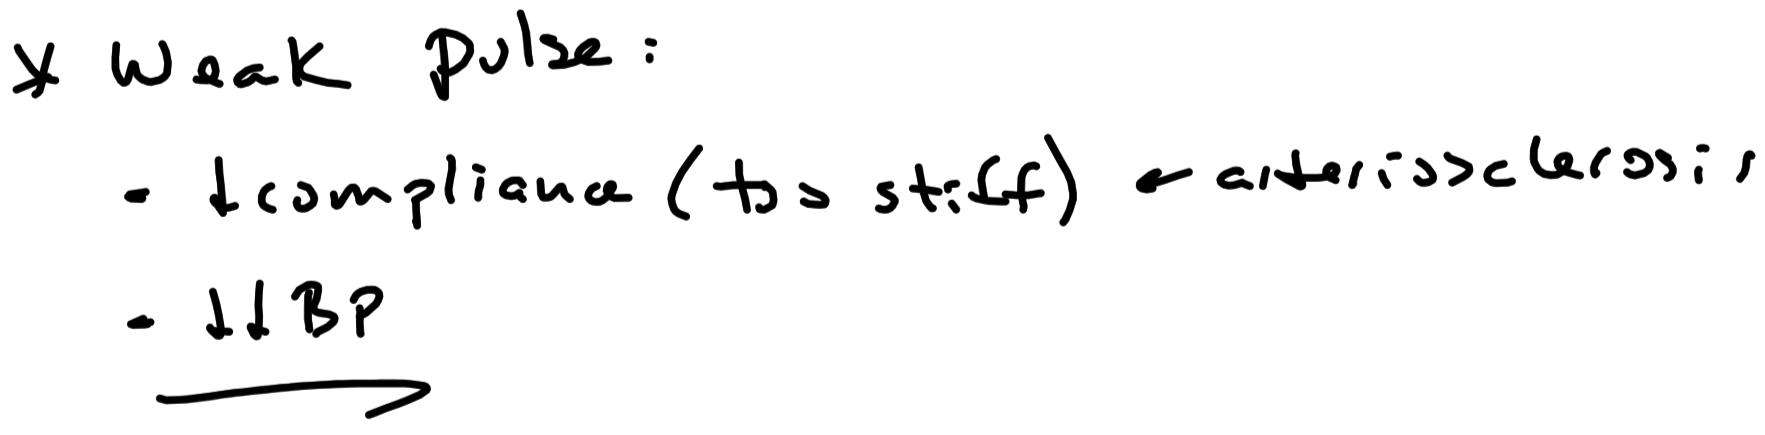 * Weak pulse:
- ↓compliance (too stiff) ← arteriosclerosis
- ↓↓BP